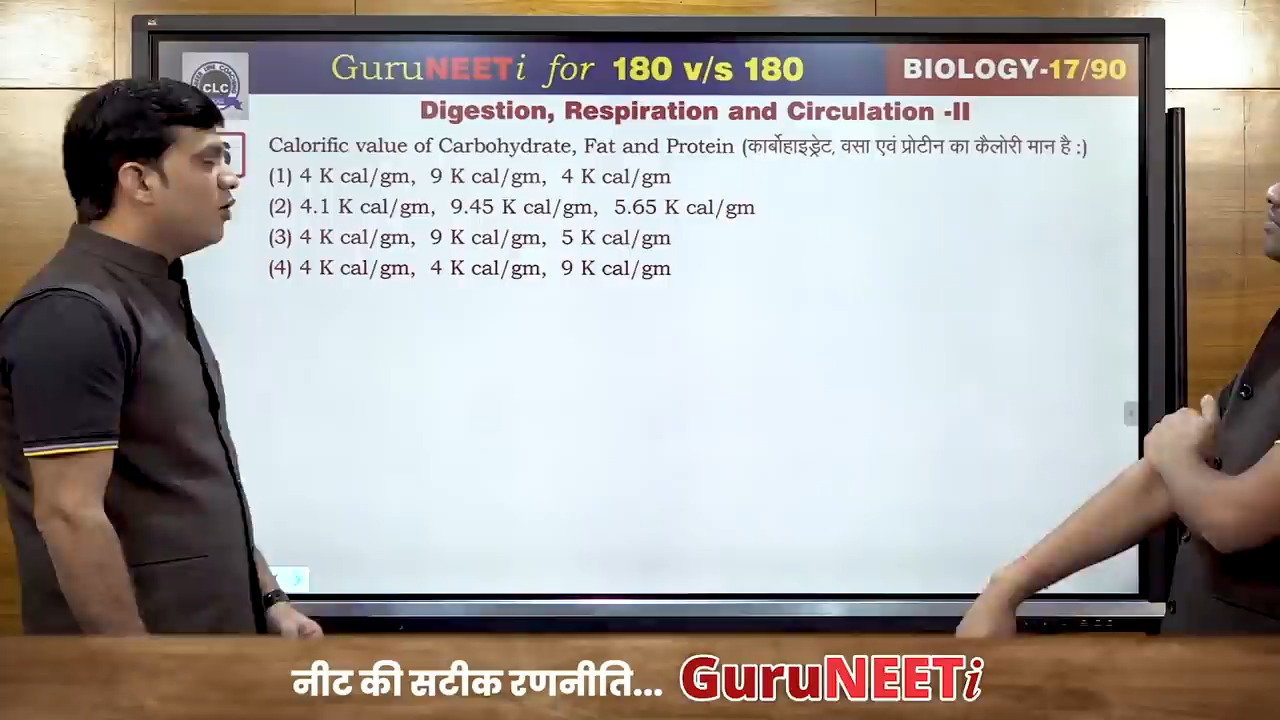 GuruNEETi for 180 v/s 180
BIOLOGY-17/90
CLC
Digestion, Respiration and Circulation -II
Calorific value of Carbohydrate, Fat and Protein (कार्बोहाइड्रेट, वसा एवं प्रोटीन का कैलोरी मान है :)
(1) 4 K cal/gm, 9 K cal/gm, 4 K cal/gm
(2) 4.1 K cal/gm, 9.45 K cal/gm, 5.65 K cal/gm
(3) 4 K cal/gm, 9 K cal/gm, 5 K cal/gm
(4) 4 K cal/gm, 4 K cal/gm, 9 K cal/gm
नीट की सटीक रणनीति... GuruNEETi